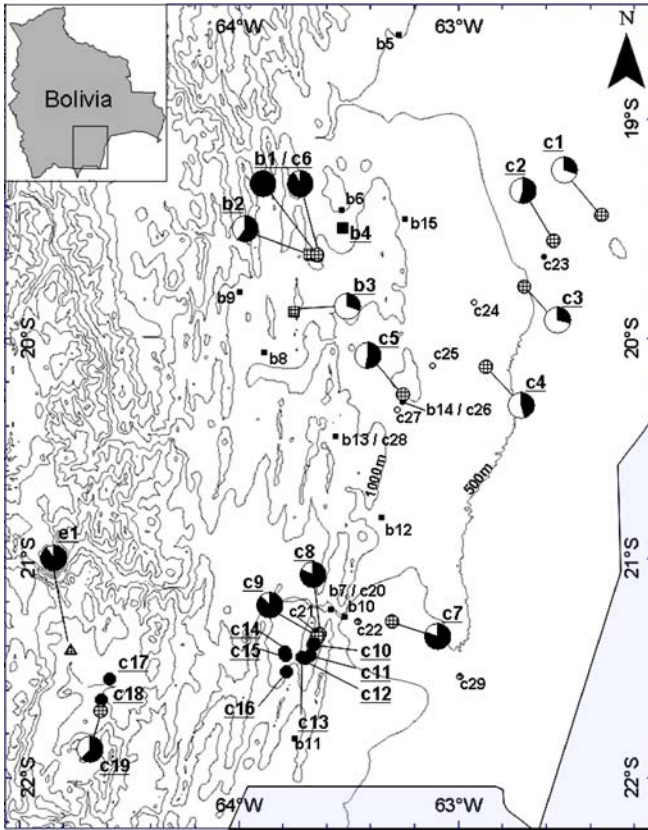 64°W 63°W N
b5
Bolivia
19°S
c1
b1 / c6 c2
b2 b6
b4 b15
c23
b9 b3 c24
c3
20°S 20°S
b8 c5 c25
c4
c27 b14 / c26
b13 / c28
1000m 500m
b12
e1
21°S 21°S
c8
c9 b7 / c20
c21 b10
c14 c22 c7
c15 c10
c17 c11 c29
c18 c16 c12
c13
b11
c19
22°S 22°S
64°W 63°W